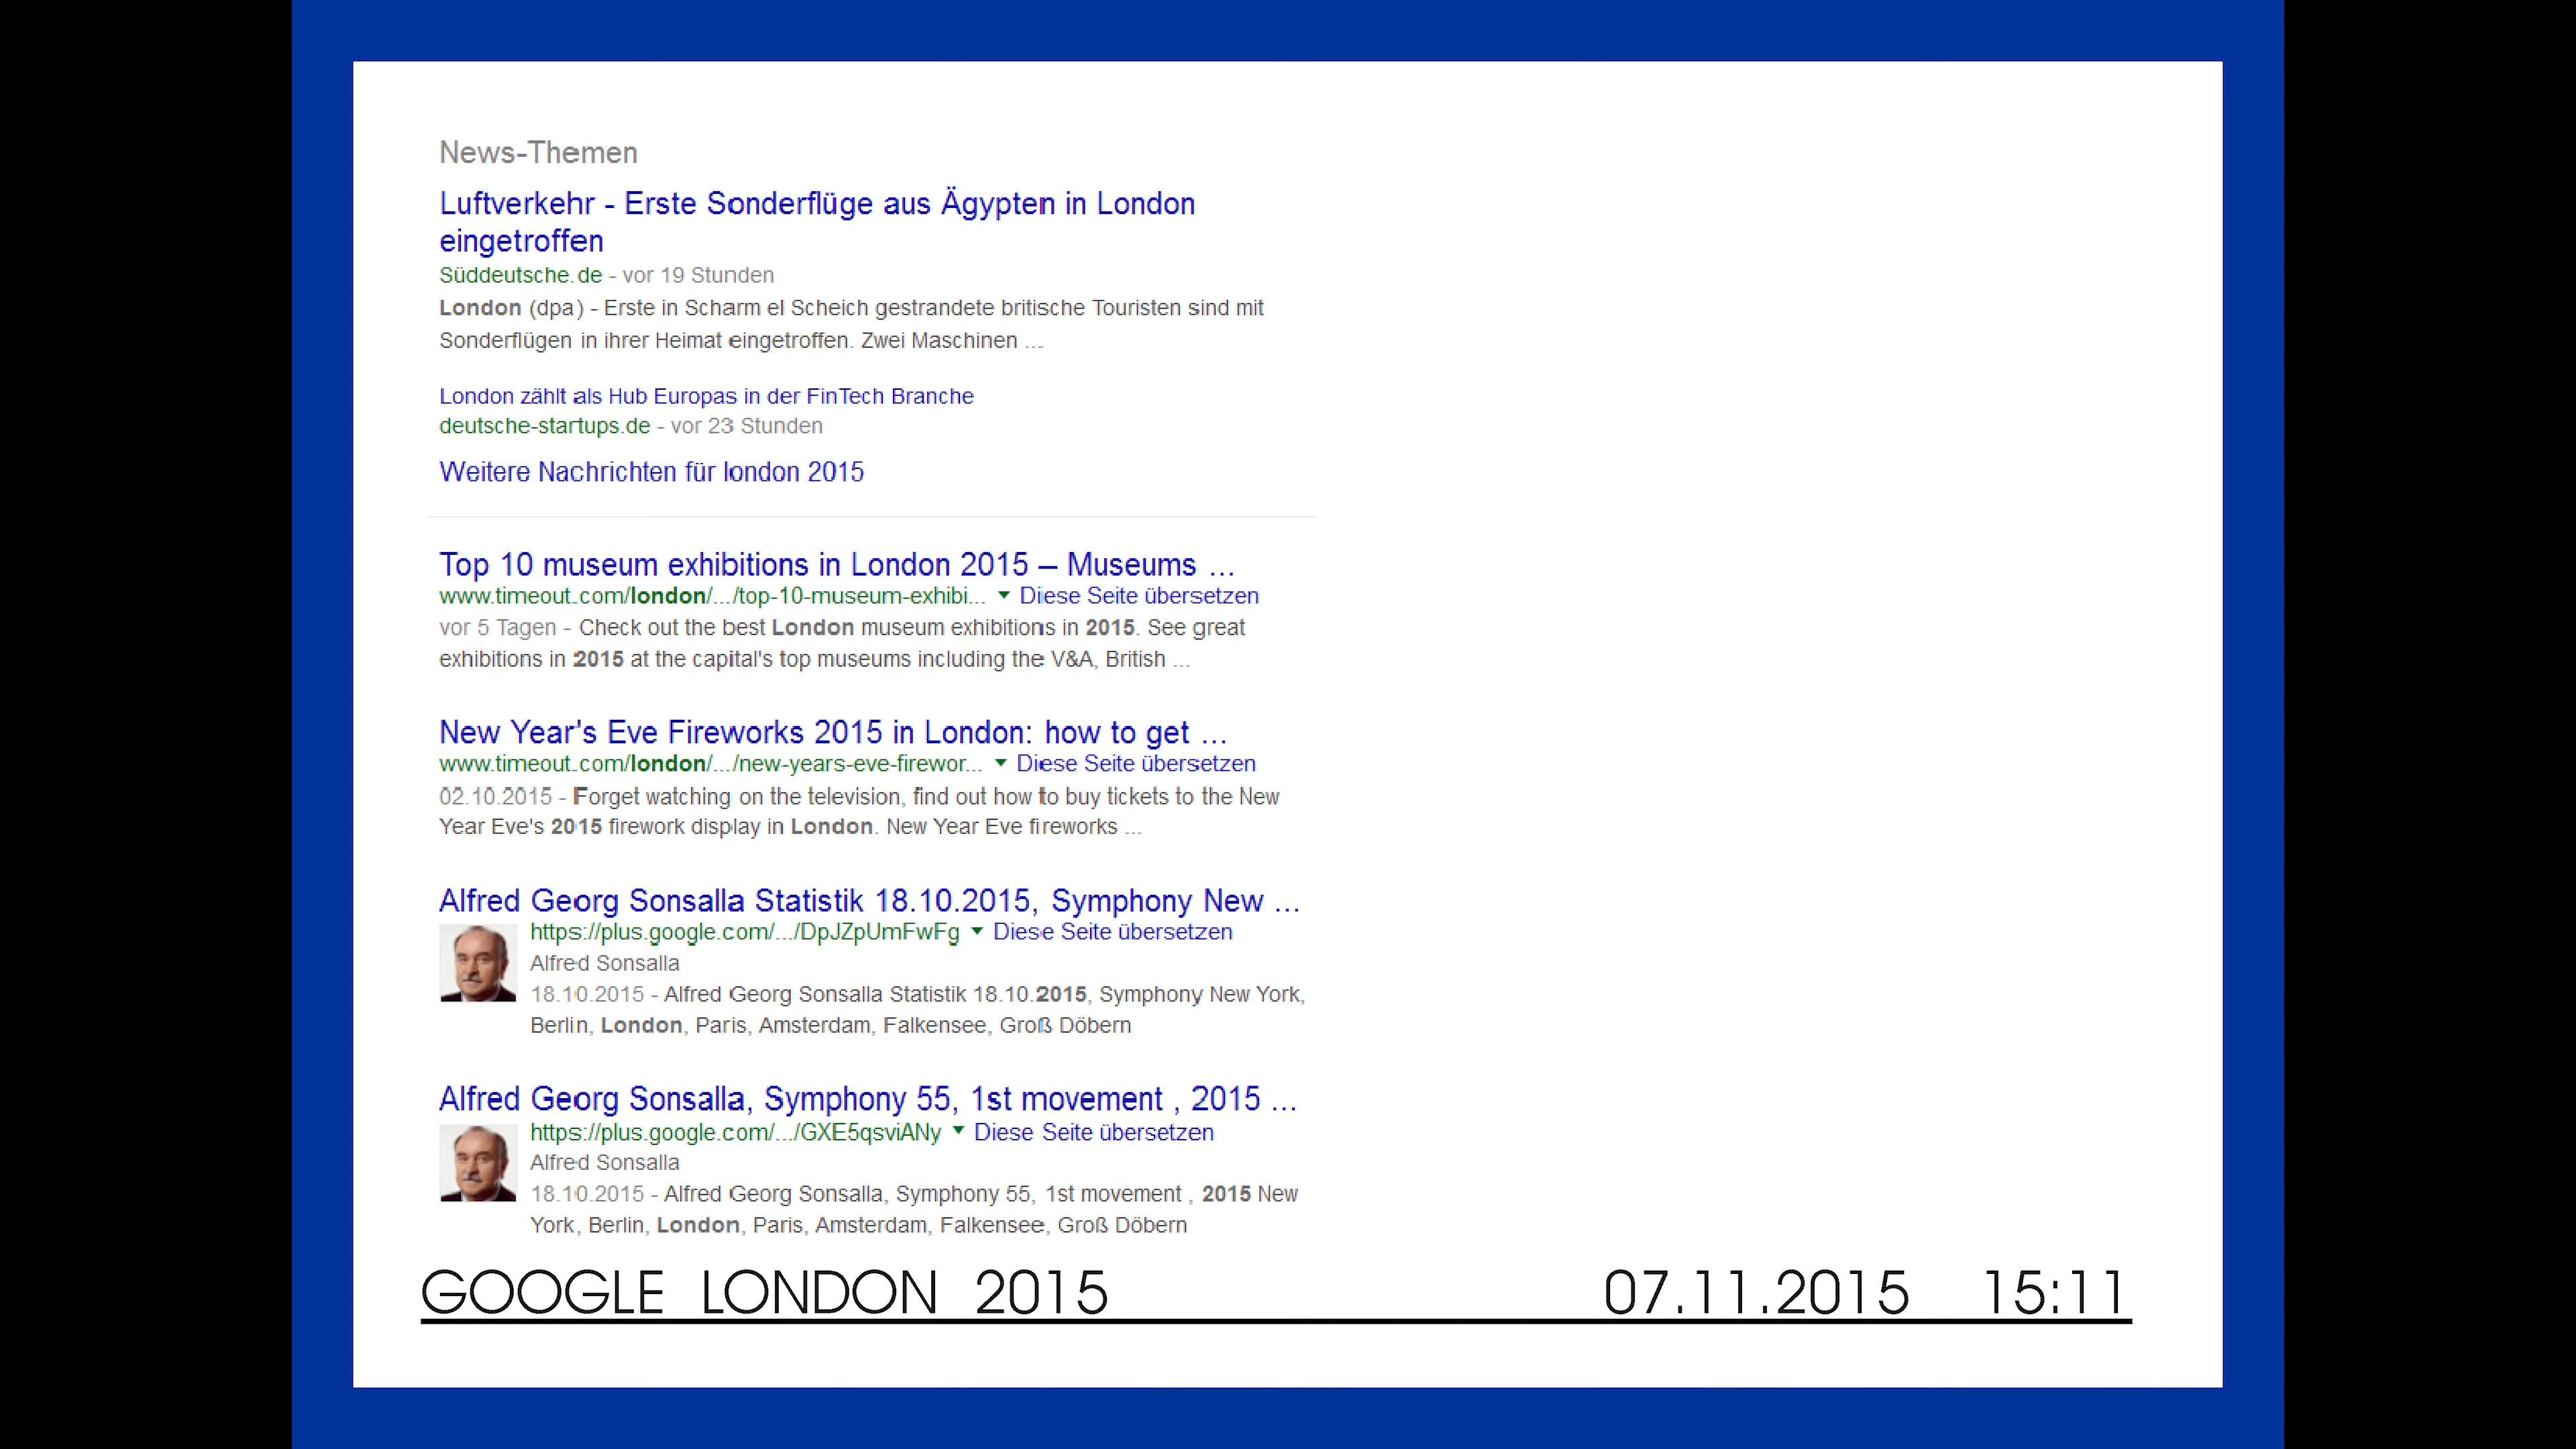 News-Themen
Luftverkehr - Erste Sonderflüge aus Ägypten in London
eingetroffen
Süddeutsche.de - vor 19 Stunden
London (dpa) - Erste in Scharm el Scheich gestrandete britische Touristen sind mit
Sonderflügen in ihrer Heimat eingetroffen. Zwei Maschinen ...
London zählt als Hub Europas in der FinTech Branche
deutsche-startups.de - vor 23 Stunden
Weitere Nachrichten für london 2015
Top 10 museum exhibitions in London 2015 – Museums ...
www.timeout.com/london/.../top-10-museum-exhibi... ▼ Diese Seite übersetzen
vor 5 Tagen - Check out the best London museum exhibitions in 2015. See great
exhibitions in 2015 at the capital's top museums including the V&A, British ...
New Year's Eve Fireworks 2015 in London: how to get ...
www.timeout.com/london/.../new-years-eve-firewor... ▼ Diese Seite übersetzen
02.10.2015 - Forget watching on the television, find out how to buy tickets to the New
Year Eve's 2015 firework display in London. New Year Eve fireworks ...
Alfred Georg Sonsalla Statistik 18.10.2015, Symphony New ...
https://plus.google.com/.../DpJZpUmFwFg ▼ Diese Seite übersetzen
Alfred Sonsalla
18.10.2015 - Alfred Georg Sonsalla Statistik 18.10.2015, Symphony New York,
Berlin, London, Paris, Amsterdam, Falkensee, Groß Döbern
Alfred Georg Sonsalla, Symphony 55, 1st movement , 2015 ...
https://plus.google.com/.../GXE5qsviANy ▼ Diese Seite übersetzen
Alfred Sonsalla
18.10.2015 - Alfred Georg Sonsalla, Symphony 55, 1st movement , 2015 New
York, Berlin, London, Paris, Amsterdam, Falkensee, Groß Döbern
GOOGLE LONDON 2015 07.11.2015 15:11